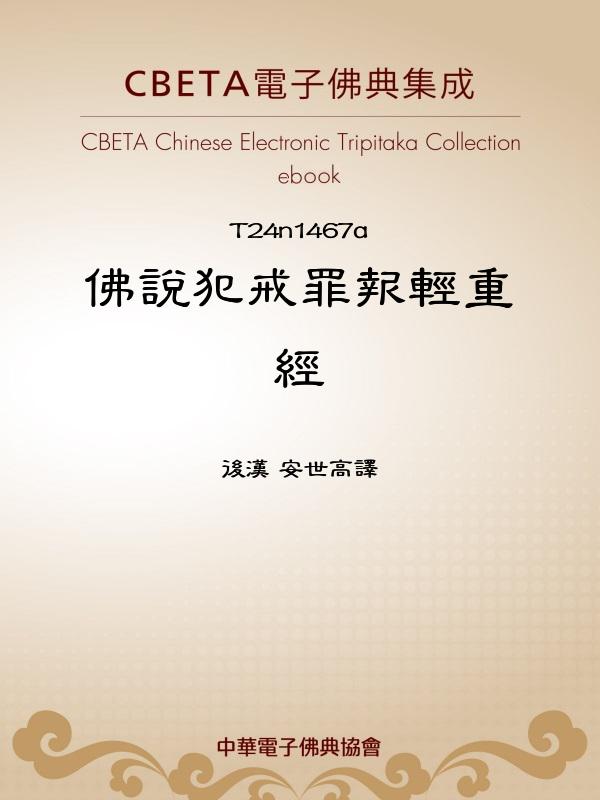 CBETA電子佛典集成
CBETA Chinese Electronic Tripitaka Collection
ebook
T24n1467a
佛說犯戒罪報輕重
經
後漢 安世高譯
中華電子佛典協會